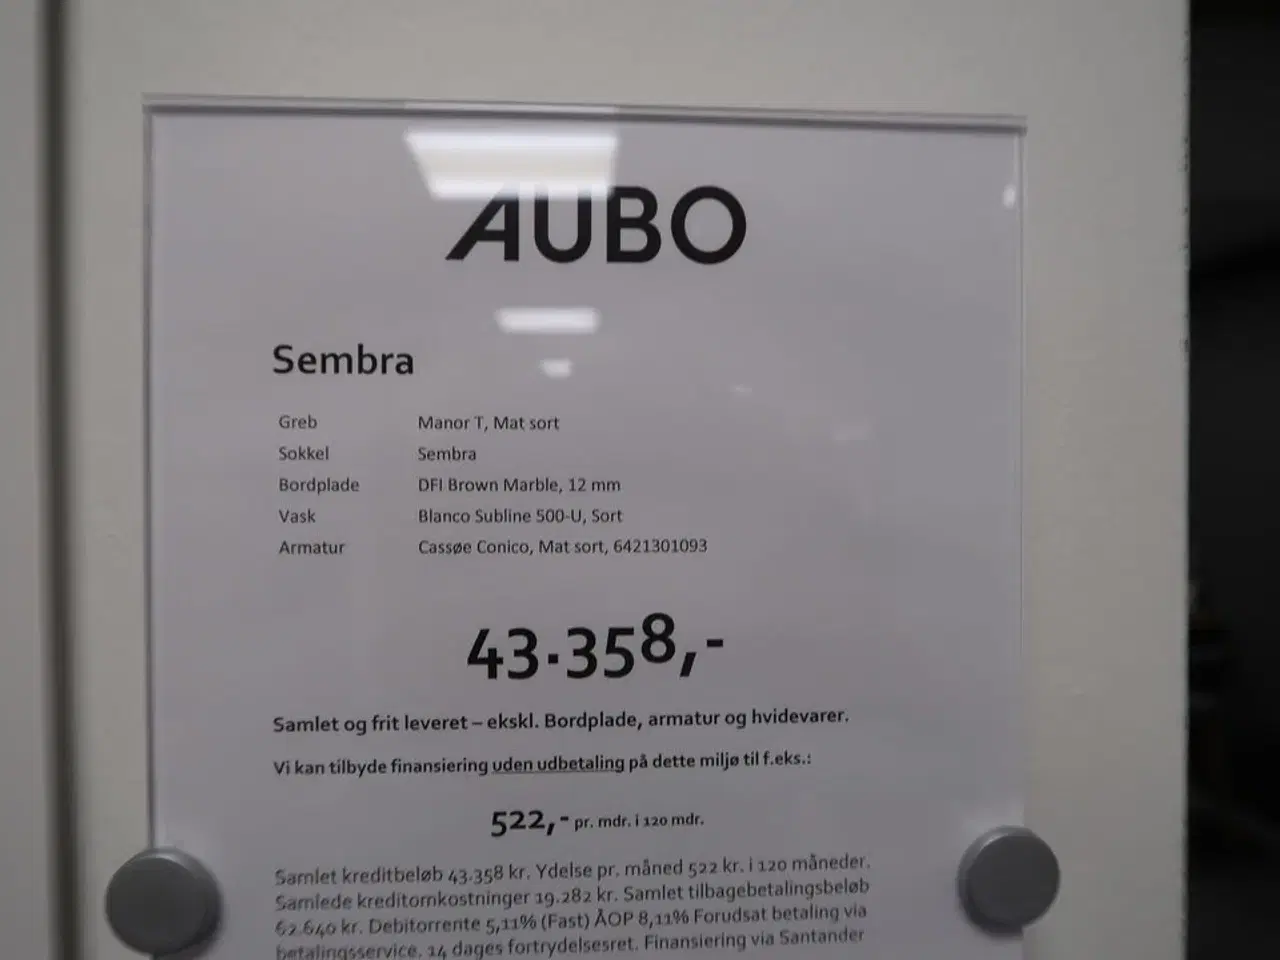 AUBO
Sembra
Greb Manor T, Mat sort
Sokkel Sembra
Bordplade DFI Brown Marble, 12 mm
Vask Blanco Subline 500-U, Sort
Armatur Cassøe Conico, Mat sort, 6421301093
43.358,-
Samlet og frit leveret – ekskl. Bordplade, armatur og hvidevarer.
Vi kan tilbyde finansiering uden udbetaling på dette miljø til f.eks.:
522,- pr. mdr. i 120 mdr.
Samlet kreditbeløb 43.358 kr. Ydelse pr. måned 522 kr. i 120 måneder.
Samlede kreditomkostninger 19.282 kr. Samlet tilbagebetalingsbeløb
62.640 kr. Debitorrente 5,11% (Fast) ÅOP 8,11% Forudsat betaling via
betalingsservice. 14 dages fortrydelsesret. Finansiering via Santander